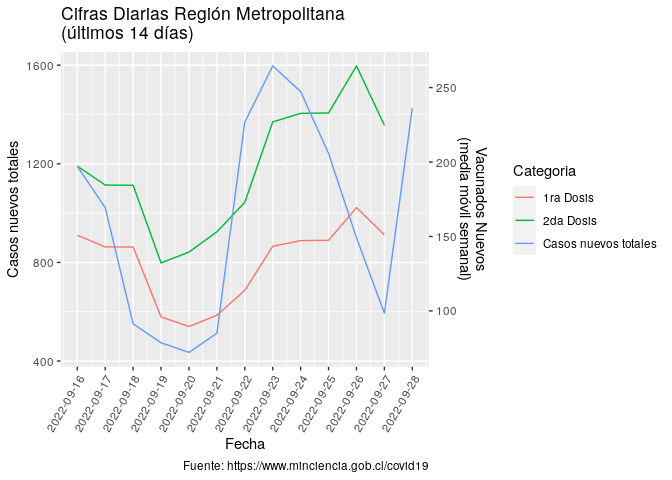 Cifras Diarias Región Metropolitana
(últimos 14 días)
Casos nuevos totales
1600
1200
800
400
250
200
150
100
Vacunados Nuevos
(media móvil semanal)
2022-09-16
2022-09-17
2022-09-18
2022-09-19
2022-09-20
2022-09-21
2022-09-22
2022-09-23
2022-09-24
2022-09-25
2022-09-26
2022-09-27
2022-09-28
Fecha
Categoria
1ra Dosis
2da Dosis
Casos nuevos totales
Fuente: https://www.minciencia.gob.cl/covid19